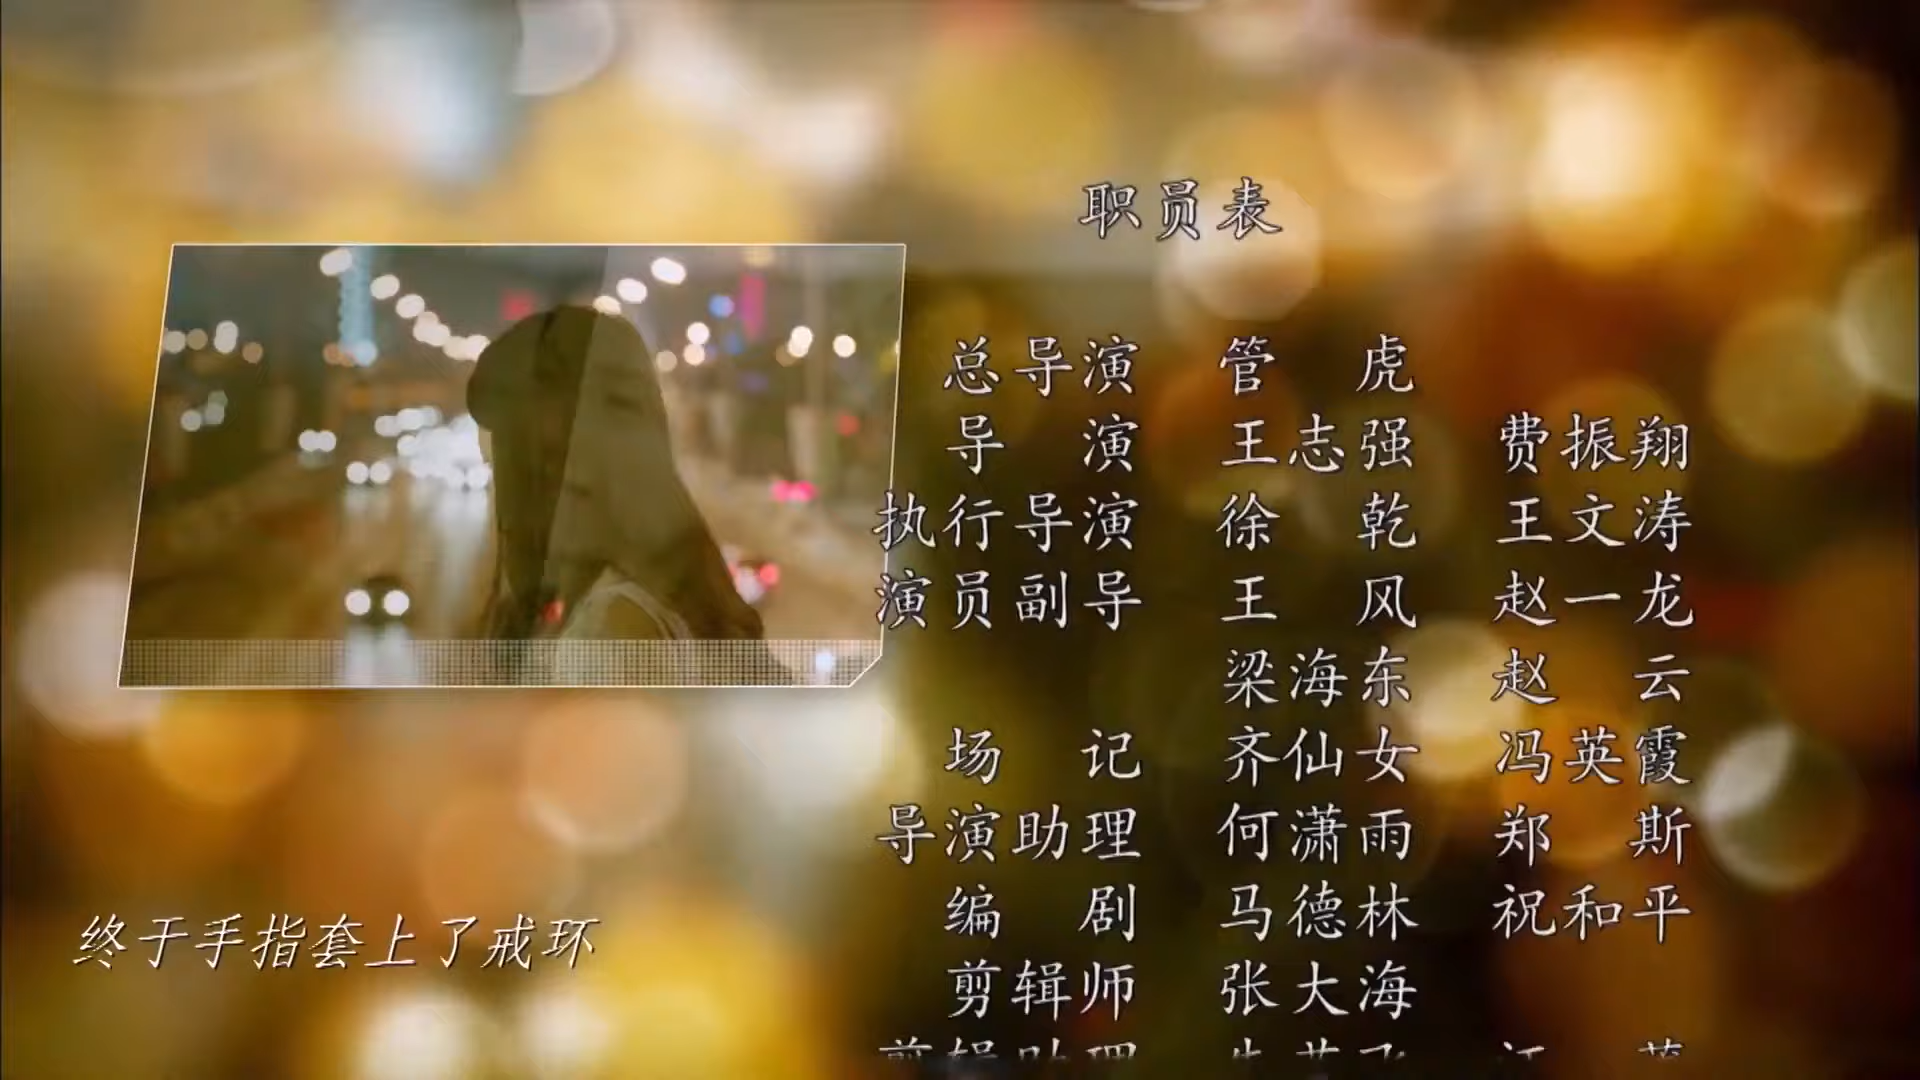 职员表
总导演 管虎
导演 王志强 费振翔
执行导演 徐乾 王文涛
演员副导 王风 赵一龙
梁海东 赵云
场记 齐仙女 冯英霞
导演助理 何潇雨 郑斯
编剧 马德林 祝和平
剪辑师 张大海
剪辑助理
终于手指套上了戒环